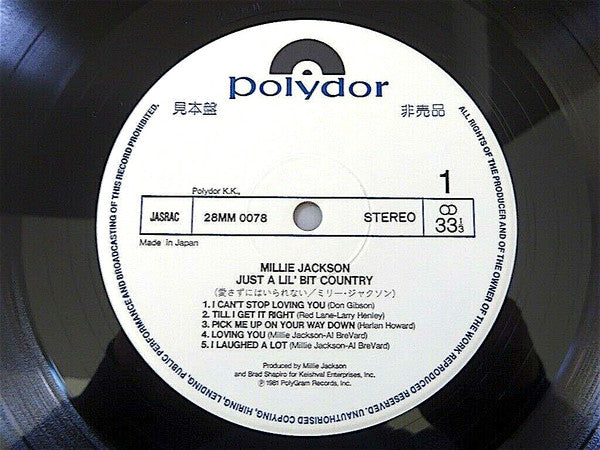 polydor
見本盤 非売品
1
Polydor K.K.,
JASRAC 28MM 0078 STEREO 33⅓
Made in Japan
MILLIE JACKSON
JUST A LIL' BIT COUNTRY
(愛さずにはいられない/ミリー・ジャクソン)
1. I CAN'T STOP LOVING YOU (Don Gibson)
2. TILL I GET IT RIGHT (Red Lane-Larry Henley)
3. PICK ME UP ON YOUR WAY DOWN (Harlan Howard)
4. LOVING YOU (Millie Jackson-Al BreVard)
5. I LAUGHED A LOT (Millie Jackson-Al BreVard)
Produced by Millie Jackson
and Brad Shapiro for Keishval Enterprises, Inc.
Ⓟ 1981 PolyGram Records, Inc.
ALL RIGHTS OF THE PRODUCER AND OF THE OWNER OF THE WORK REPRODUCED RESERVED. UNAUTHORISED COPYING, HIRING, LENDING, PUBLIC PERFORMANCE AND BROADCASTING OF THIS RECORD PROHIBITED.